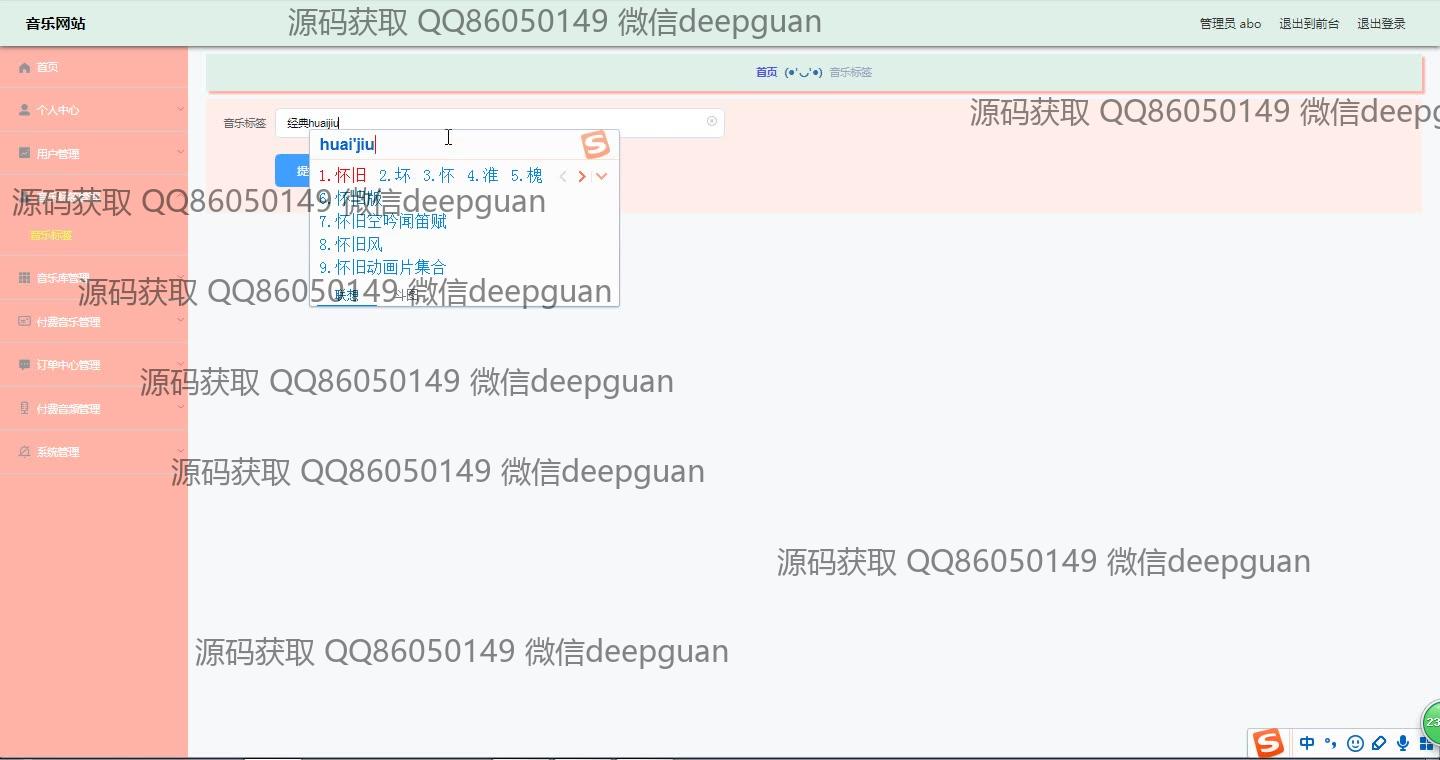 音乐网站
源码获取 QQ86050149 微信deepguan
管理员 abo 退出到前台 退出登录
首页
首页 (●'◡'●) 音乐标签
个人中心
源码获取 QQ86050149 微信deepg
音乐标签 经典huaijiu
huai'jiu
用户管理
提
1.怀旧 2.坏 3.怀 4.淮 5.槐
源码获取 QQ86050149 微信deepguan
7.怀旧空吟闻笛赋
音乐标签
8.怀旧风
9.怀旧动画片集合
音乐库管理
源码获取 QQ86050149 微信deepguan
联想 斗图
付费音乐管理
订单中心管理
源码获取 QQ86050149 微信deepguan
付费音频管理
系统管理
源码获取 QQ86050149 微信deepguan
源码获取 QQ86050149 微信deepguan
源码获取 QQ86050149 微信deepguan
23
中